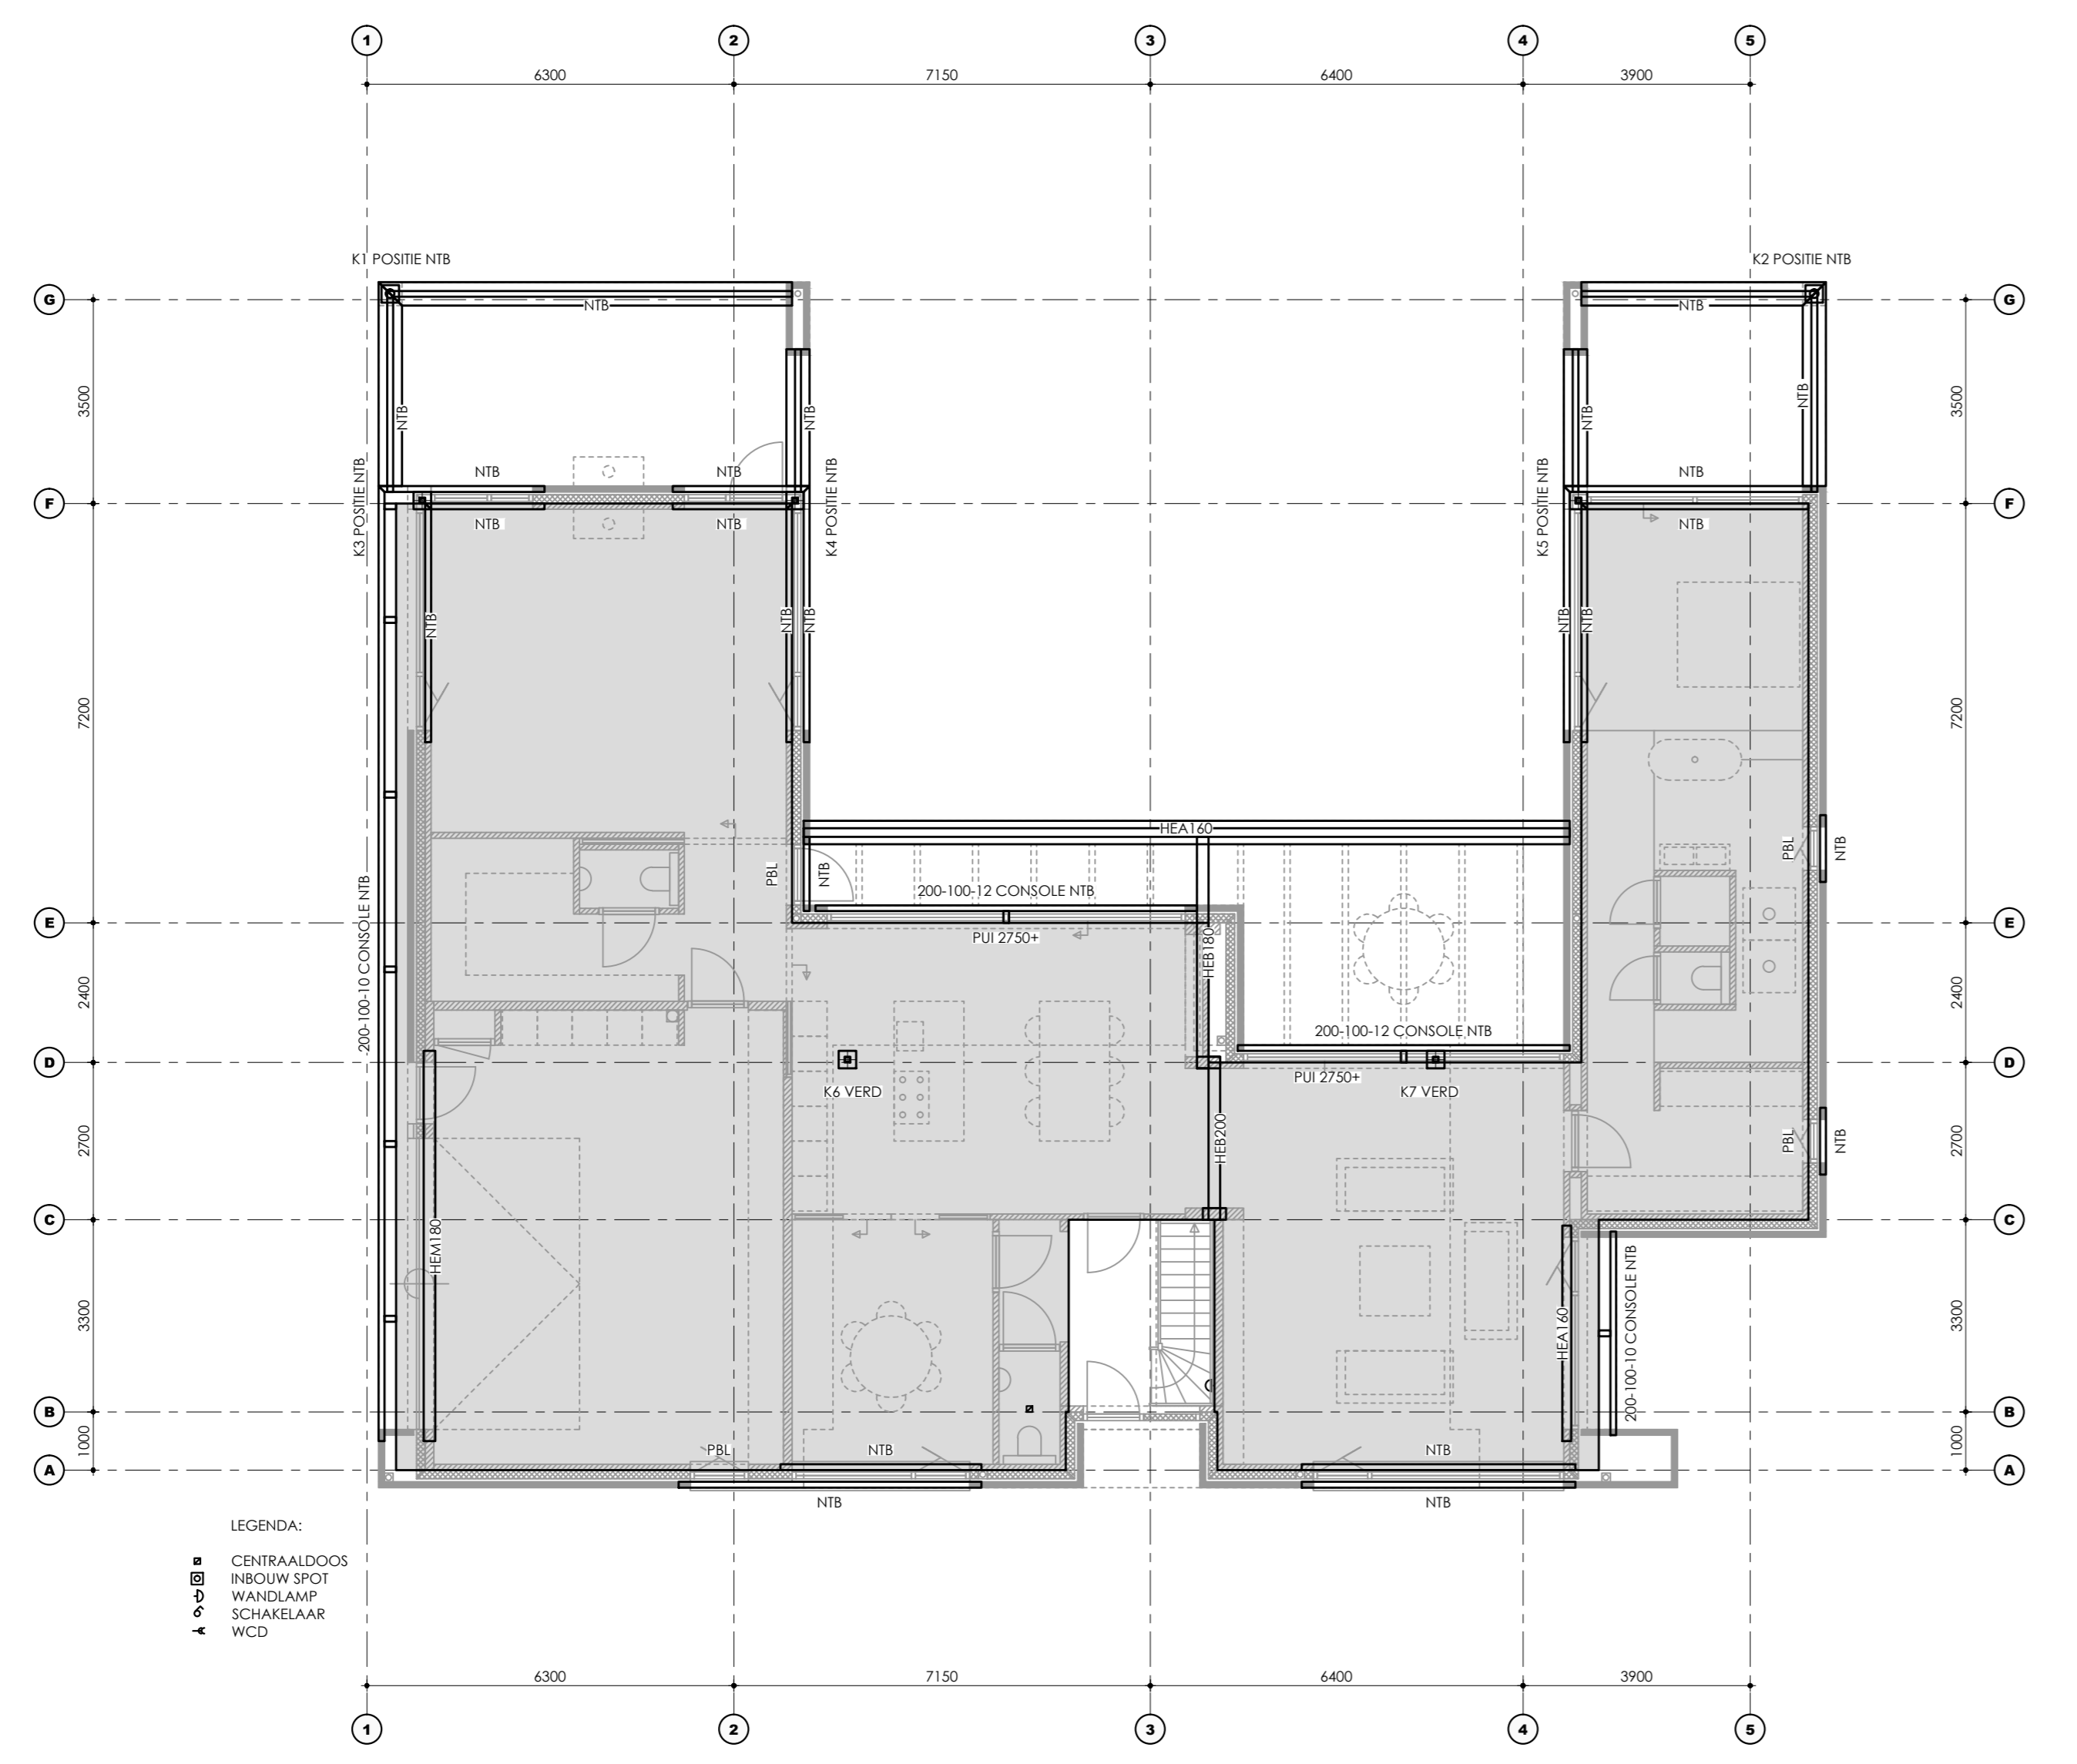 1 2 3 4 5
6300 7150 6400 3900
K1 POSITIE NTB K2 POSITIE NTB
G NTB NTB G
3500 NTB NTB NTB NTB 3500
K3 POSITIE NTB K4 POSITIE NTB K5 POSITIE NTB
NTB NTB NTB
F F
NTB NTB NTB
NTB NTB NTB NTB NTB
7200 7200
HEA160
PBL NTB PBL NTB
200-100-12 CONSOLE NTB
200-100-10 CONSOLE NTB
E E
PUI 2750+
HEB180
2400 2400
200-100-12 CONSOLE NTB
D D
PUI 2750+
K6 VERD K7 VERD
2700 HEB200 PBL NTB 2700
C C
HEM180
200-100-10 CONSOLE NTB
3300 HEA160 3300
B B
1000 PBL NTB NTB 1000
A A
NTB NTB
LEGENDA:
CENTRAALDOOS
INBOUW SPOT
WANDLAMP
SCHAKELAAR
WCD
6300 7150 6400 3900
1 2 3 4 5